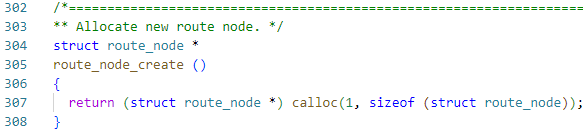 302 /*======================================================================
303 ** Allocate new route node. */
304 struct route_node *
305 route_node_create ()
306 {
307 return (struct route_node *) calloc(1, sizeof (struct route_node));
308 }